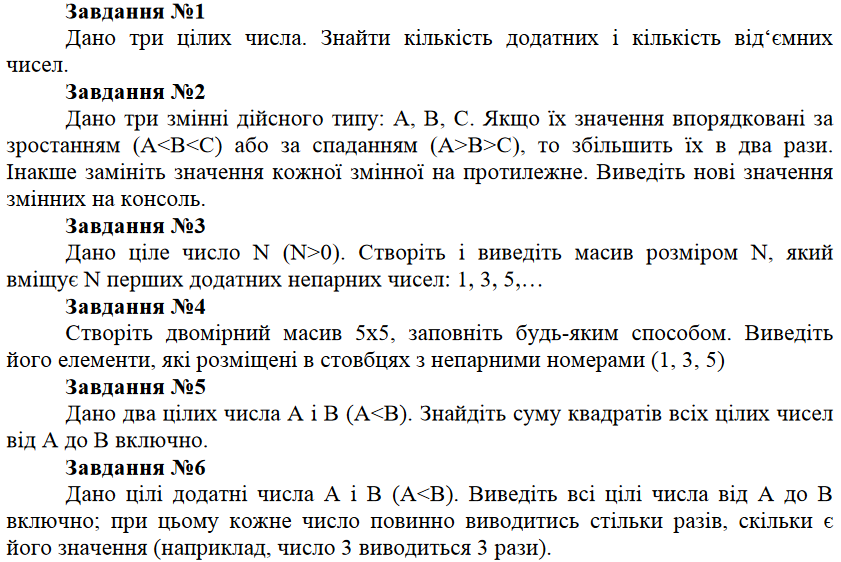 Завдання №1
Дано три цілих числа. Знайти кількість додатних і кількість від‘ємних
чисел.
Завдання №2
Дано три змінні дійсного типу: A, B, C. Якщо їх значення впорядковані за
зростанням (A<B<C) або за спаданням (A>B>C), то збільшить їх в два рази.
Інакше замініть значення кожної змінної на протилежне. Виведіть нові значення
змінних на консоль.
Завдання №3
Дано ціле число N (N>0). Створіть і виведіть масив розміром N, який
вміщує N перших додатних непарних чисел: 1, 3, 5,…
Завдання №4
Створіть двомірний масив 5x5, заповніть будь-яким способом. Виведіть
його елементи, які розміщені в стовбцях з непарними номерами (1, 3, 5)
Завдання №5
Дано два цілих числа A і B (A<B). Знайдіть суму квадратів всіх цілих чисел
від A до B включно.
Завдання №6
Дано цілі додатні числа A і B (A<B). Виведіть всі цілі числа від A до B
включно; при цьому кожне число повинно виводитись стільки разів, скільки є
його значення (наприклад, число 3 виводиться 3 рази).